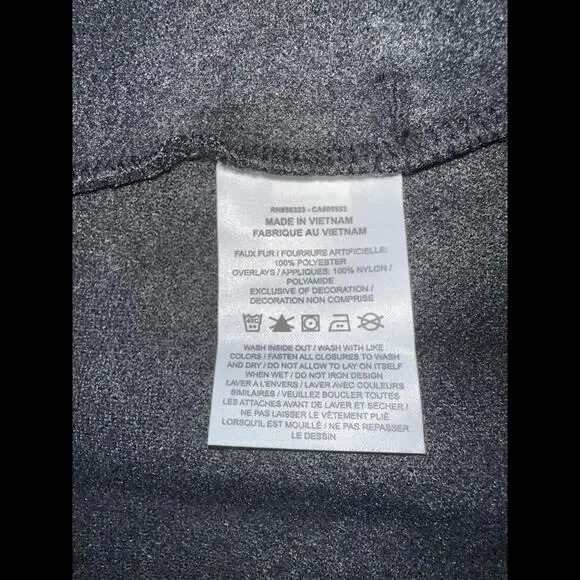 RN#56323 - CA#05553
MADE IN VIETNAM
FABRIQUE AU VIETNAM
FAUX FUR / FOURRURE ARTIFICIELLE:
100% POLYESTER
OVERLAYS / APPLIQUES: 100% NYLON /
POLYAMIDE
EXCLUSIVE OF DECORATION /
DECORATION NON COMPRISE
WASH INSIDE OUT / WASH WITH LIKE
COLORS / FASTEN ALL CLOSURES TO WASH
AND DRY / DO NOT ALLOW TO LAY ON ITSELF
WHEN WET / DO NOT IRON DESIGN
LAVER A L'ENVERS / LAVER AVEC COULEURS
SIMILAIRES / VEUILLEZ BOUCLER TOUTES
LES ATTACHES AVANT DE LAVER ET SECHER /
NE PAS LAISSER LE VÊTEMENT PLIÉ
LORSQU'IL EST MOUILLÉ / NE PAS REPASSER
LE DESSIN